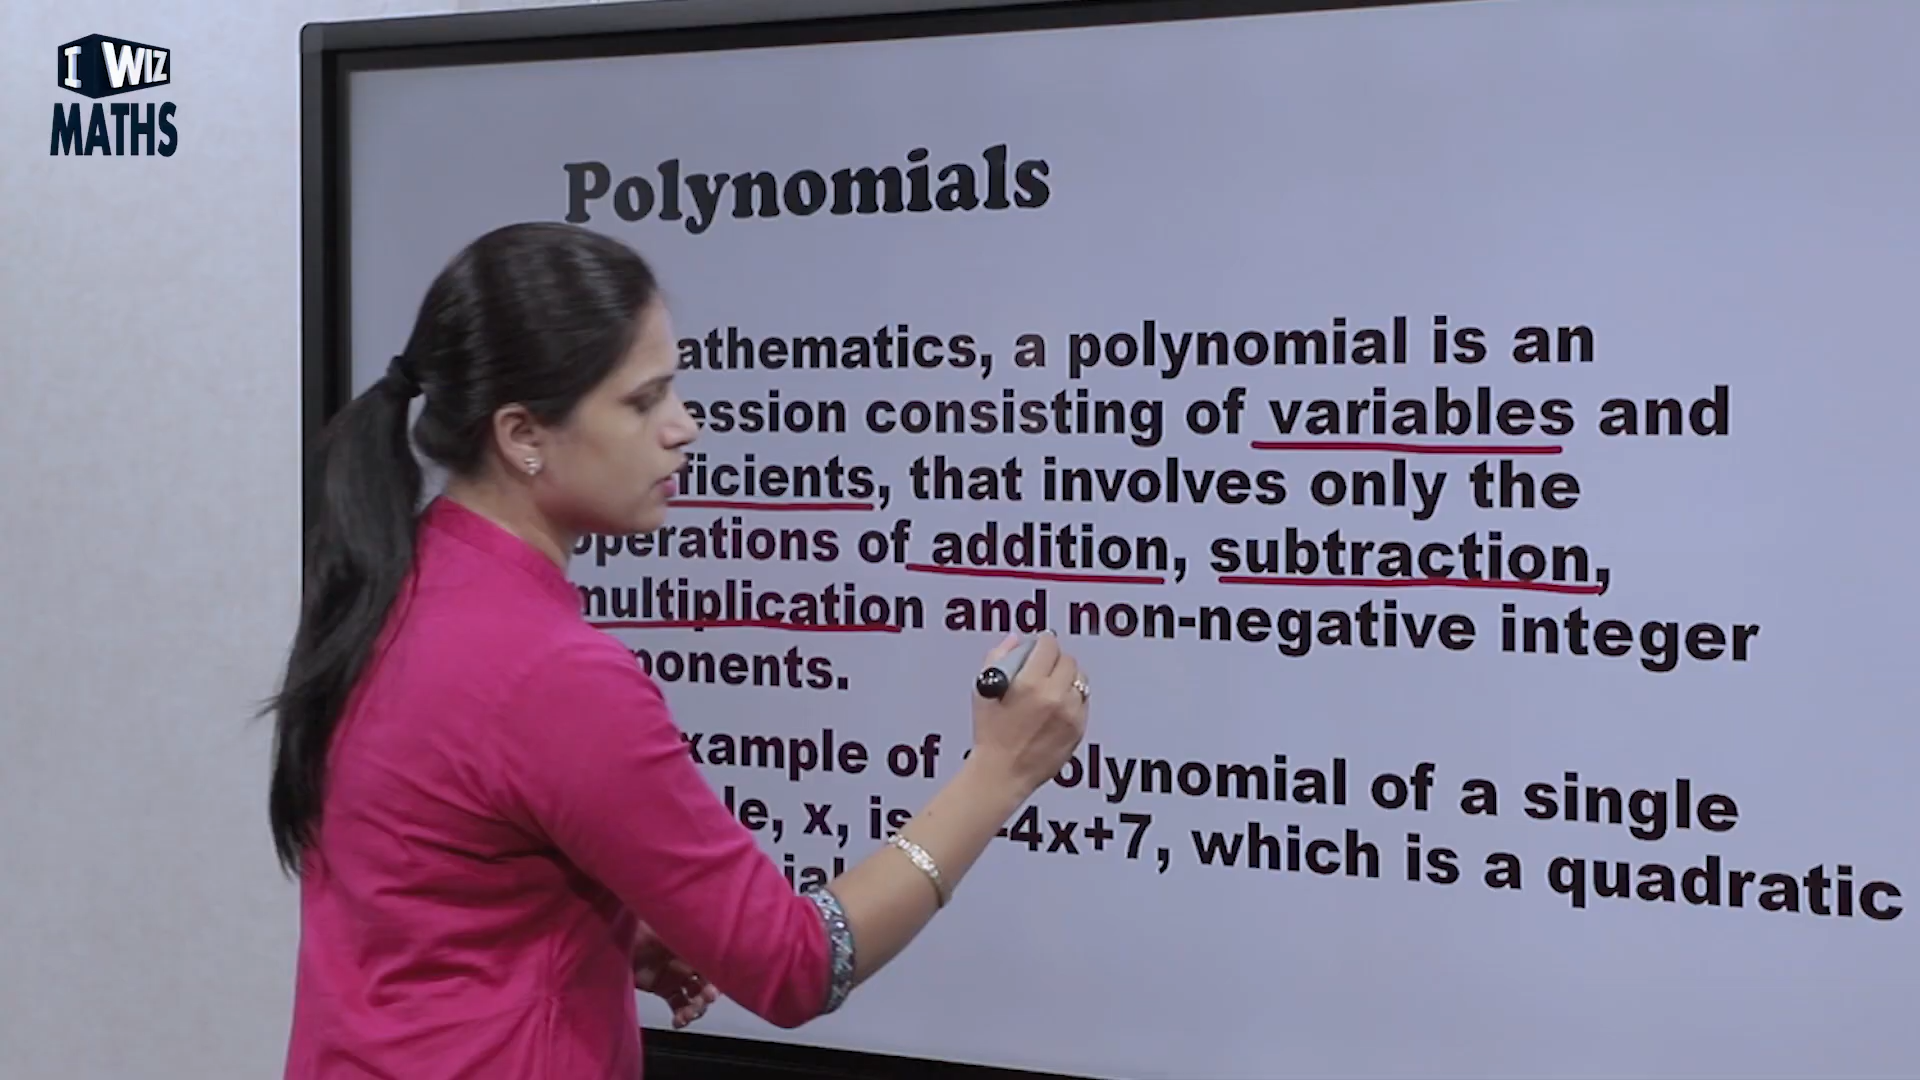 I WIZ
MATHS
Polynomials
athematics, a polynomial is an
ession consisting of variables and
ficients, that involves only the
operations of addition, subtraction,
multiplication and non-negative integer
ponents.
xample of a polynomial of a single
le, x, is -4x+7, which is a quadratic
ial